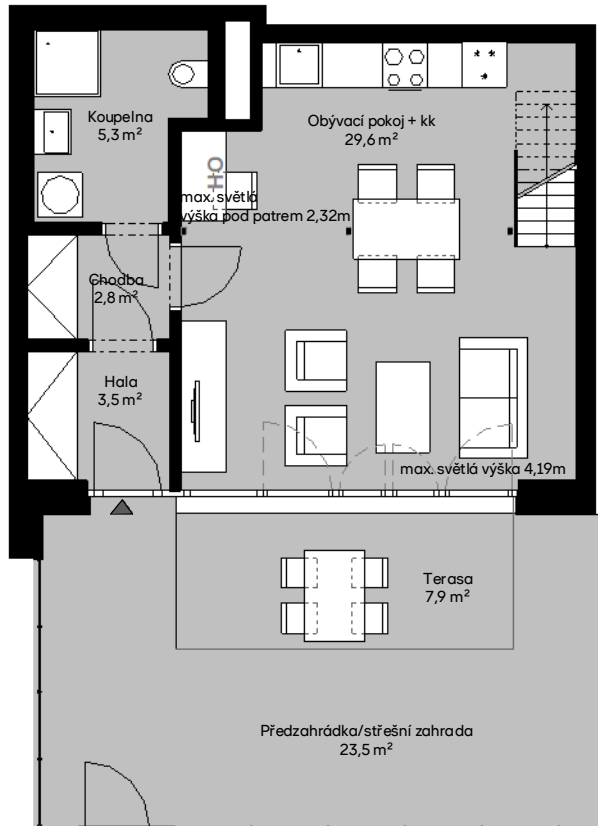 Koupelna
5,3 m²
Obývací pokoj + kk
29,6 m²
HO
max. světlá
výška pod patrem 2,32m
Chodba
2,8 m²
Hala
3,5 m²
max. světlá výška 4,19m
Terasa
7,9 m²
Předzahrádka/střešní zahrada
23,5 m²